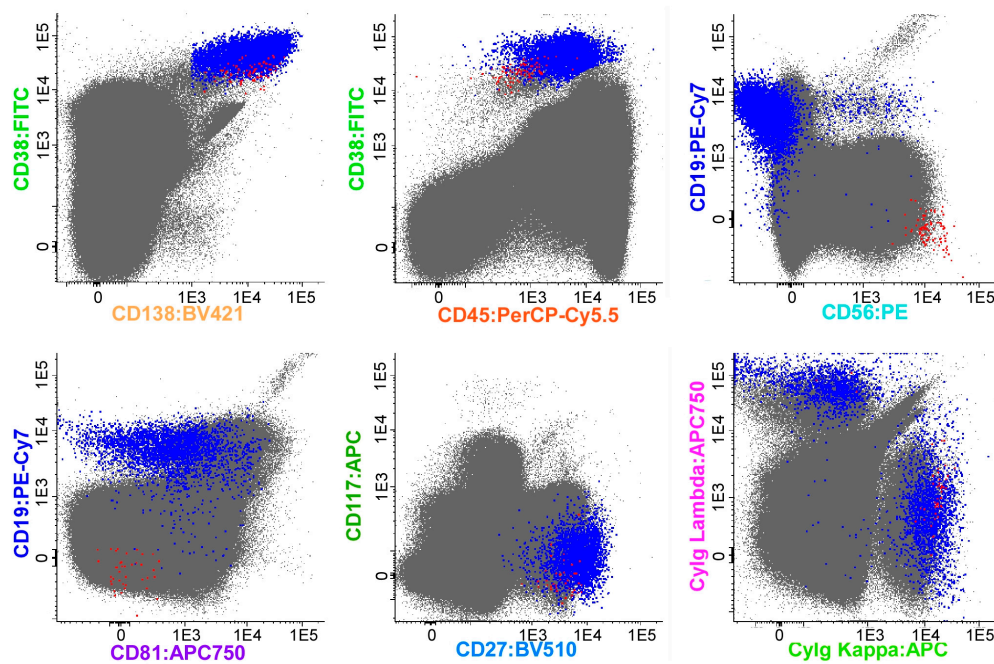 1E5
1E4
1E3
0
CD38:FITC
0
1E3
1E4
1E5
CD138:BV421
1E5
1E4
1E3
0
CD38:FITC
0
1E3
1E4
1E5
CD45:PerCP-Cy5.5
1E5
1E4
1E3
0
CD19:PE-Cy7
0
1E3
1E4
1E5
CD56:PE
1E5
1E4
1E3
0
CD19:PE-Cy7
0
1E3
1E4
1E5
CD81:APC750
1E5
1E4
1E3
0
CD117:APC
0
1E3
1E4
1E5
CD27:BV510
1E5
1E4
1E3
0
CyIg Lambda:APC750
0
1E3
1E4
1E5
CyIg Kappa:APC